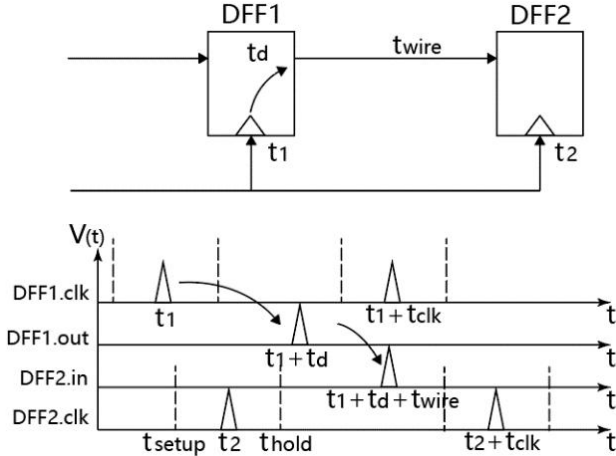 DFF1 DFF2
td twire
t1 t2
V(t)
DFF1.clk t1 t1+tclk t
DFF1.out t1+td t
DFF2.in t1+td+twire t
DFF2.clk tsetup t2 thold t2+tclk t